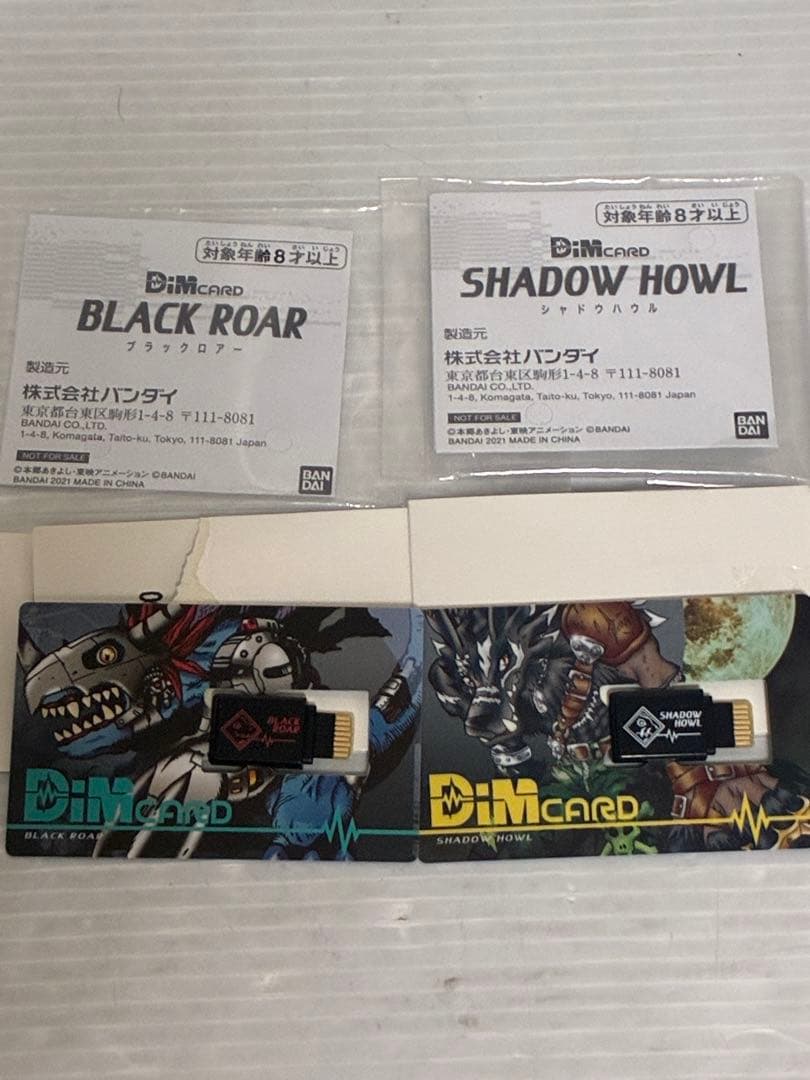 たいしょうねんれい さいいじょう
対象年齢8才以上
DiMCARD
BLACK ROAR
ブラックロアー
製造元
株式会社バンダイ
東京都台東区駒形1-4-8 〒111-8081
BANDAI CO.,LTD.
1-4-8, Komagata, Taito-ku, Tokyo, 111-8081 Japan
NOT FOR SALE
©本郷あきよし・東映アニメーション ©BANDAI
BANDAI 2021 MADE IN CHINA
BAN
DAI
たいしょうねんれい さいいじょう
対象年齢8才以上
DiMCARD
SHADOW HOWL
シャドウハウル
製造元
株式会社バンダイ
東京都台東区駒形1-4-8 〒111-8081
BANDAI CO.,LTD.
1-4-8, Komagata, Taito-ku, Tokyo, 111-8081 Japan
NOT FOR SALE
©本郷あきよし・東映アニメーション ©BANDAI
BANDAI 2021 MADE IN CHINA
BAN
DAI
BLACK
ROAR
DiMCARD
BLACK ROAR
SHADOW
HOWL
DiMCARD
SHADOW HOWL